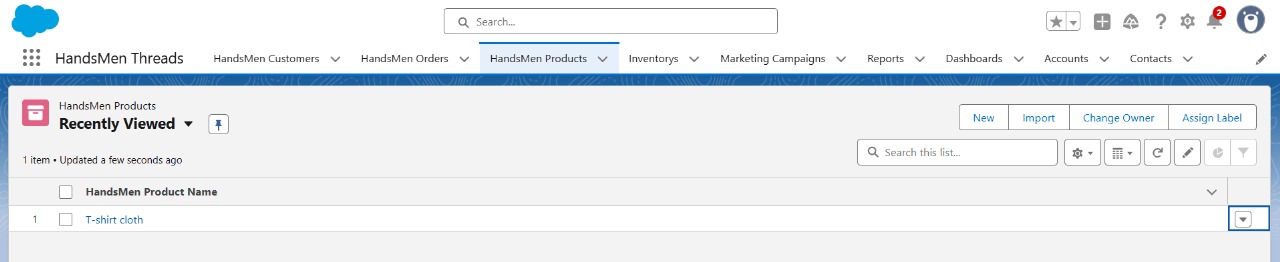 Search...
2
HandsMen Threads HandsMen Customers HandsMen Orders HandsMen Products Inventorys Marketing Campaigns Reports Dashboards Accounts Contacts
HandsMen Products
Recently Viewed
New Import Change Owner Assign Label
1 item • Updated a few seconds ago
Search this list...
HandsMen Product Name
1 T-shirt cloth